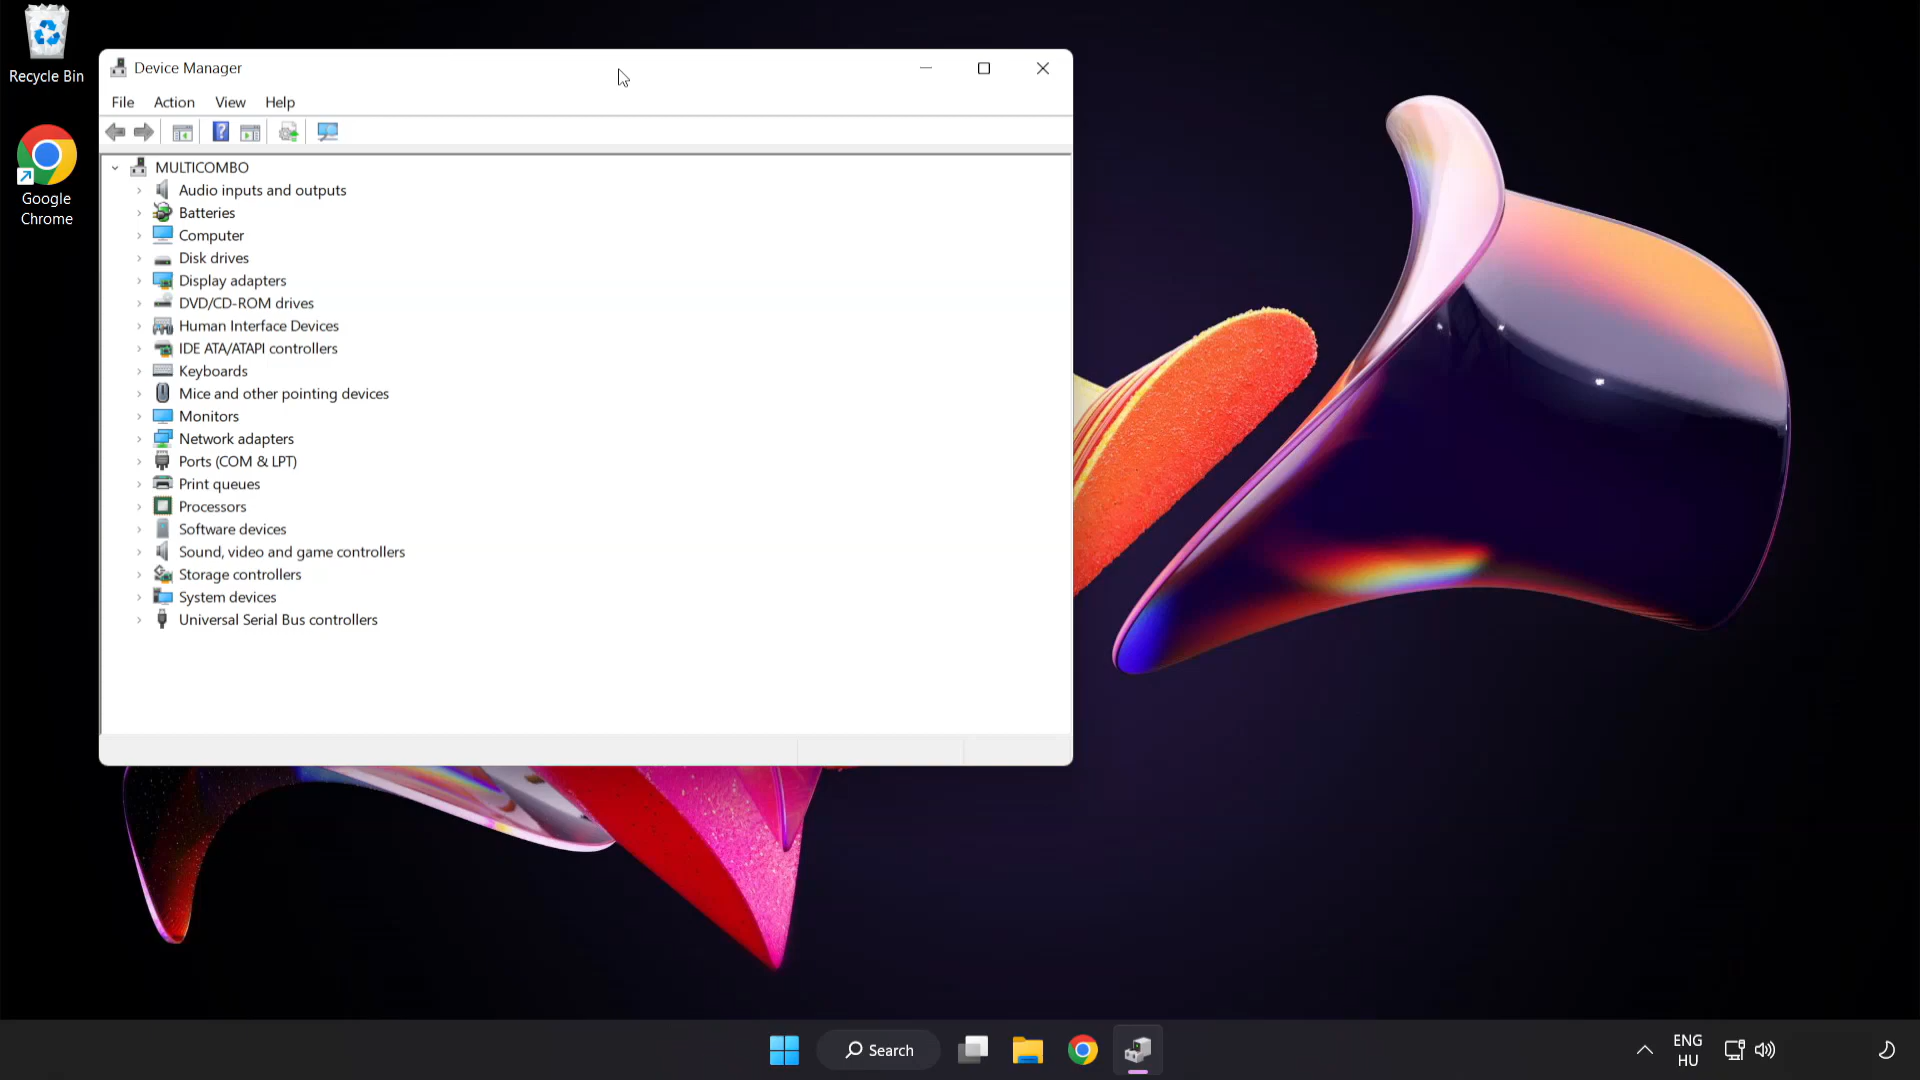 Recycle Bin
Google
Chrome
Device Manager
File Action View Help
MULTICOMBO
Audio inputs and outputs
Batteries
Computer
Disk drives
Display adapters
DVD/CD-ROM drives
Human Interface Devices
IDE ATA/ATAPI controllers
Keyboards
Mice and other pointing devices
Monitors
Network adapters
Ports (COM & LPT)
Print queues
Processors
Software devices
Sound, video and game controllers
Storage controllers
System devices
Universal Serial Bus controllers
Search
ENG
HU